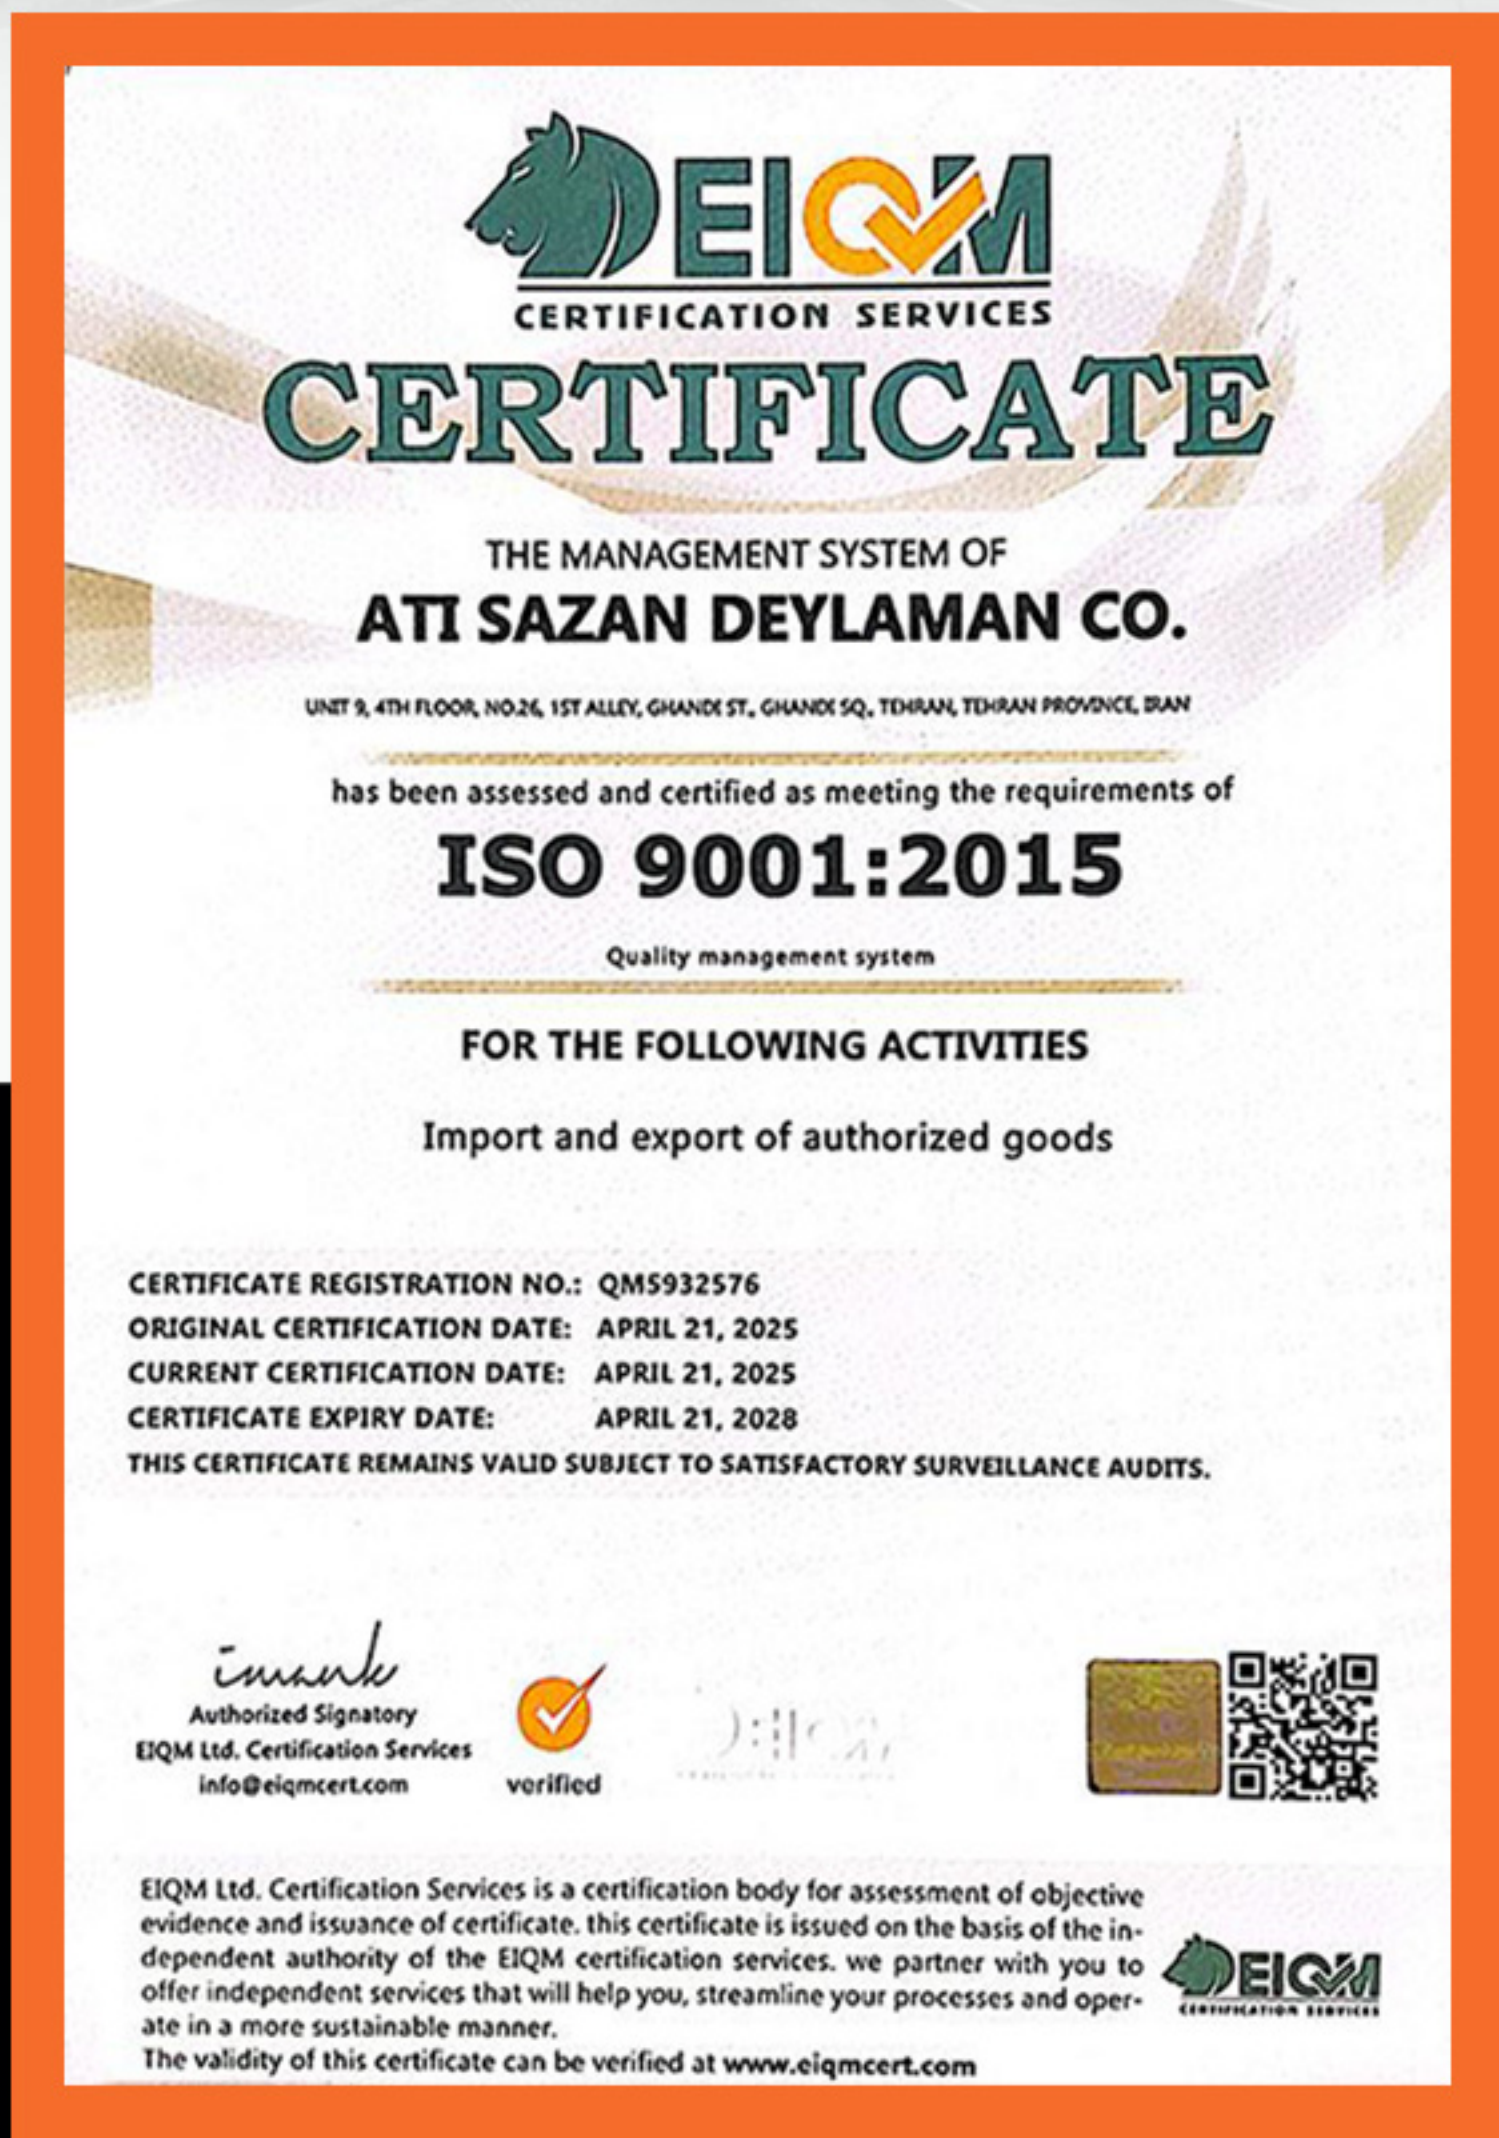 EIQM
CERTIFICATION SERVICES
CERTIFICATE
THE MANAGEMENT SYSTEM OF
ATI SAZAN DEYLAMAN CO.
UNIT 9, 4TH FLOOR, NO.26, 1ST ALLEY, GHANDI ST., GHANDI SQ., TEHRAN, TEHRAN PROVINCE, IRAN
has been assessed and certified as meeting the requirements of
ISO 9001:2015
Quality management system
FOR THE FOLLOWING ACTIVITIES
Import and export of authorized goods
CERTIFICATE REGISTRATION NO.: QM5932576
ORIGINAL CERTIFICATION DATE: APRIL 21, 2025
CURRENT CERTIFICATION DATE: APRIL 21, 2025
CERTIFICATE EXPIRY DATE: APRIL 21, 2028
THIS CERTIFICATE REMAINS VALID SUBJECT TO SATISFACTORY SURVEILLANCE AUDITS.
Authorized Signatory
EIQM Ltd. Certification Services
info@eiqmcert.com
verified
EIQM
EIQM Ltd. Certification Services is a certification body for assessment of objective
evidence and issuance of certificate. this certificate is issued on the basis of the in-
dependent authority of the EIQM certification services. we partner with you to
offer independent services that will help you, streamline your processes and oper-
ate in a more sustainable manner.
The validity of this certificate can be verified at www.eiqmcert.com
EIQM
CERTIFICATION SERVICES